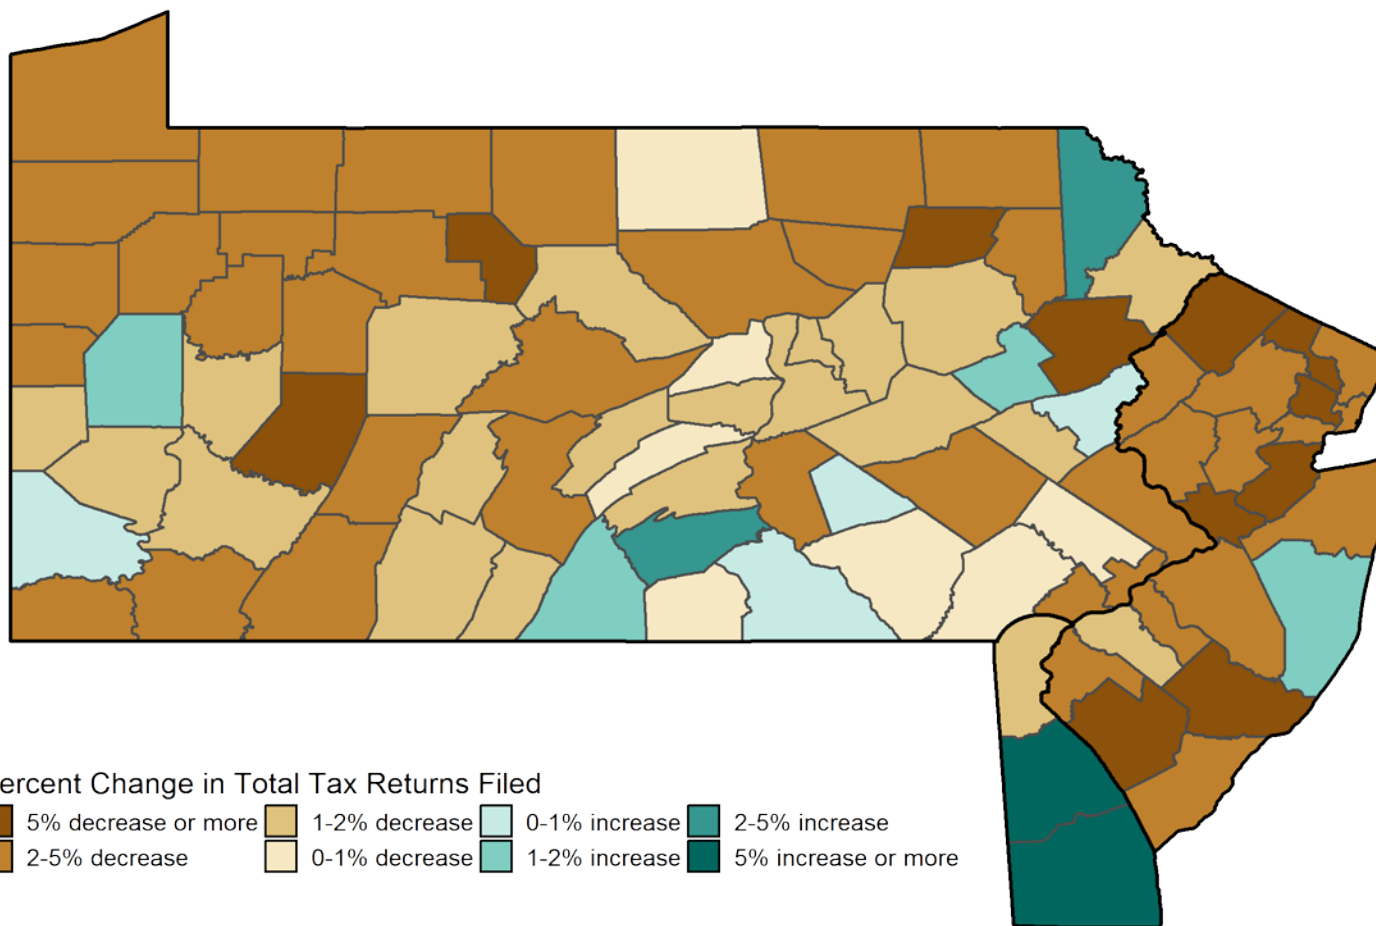 ercent Change in Total Tax Returns Filed
5% decrease or more 1-2% decrease 0-1% increase 2-5% increase
2-5% decrease 0-1% decrease 1-2% increase 5% increase or more